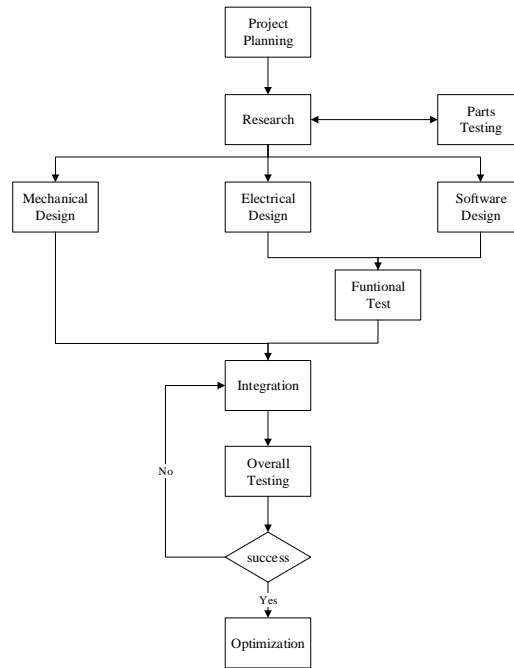 Project
Planning
Research
Parts
Testing
Mechanical
Design
Electrical
Design
Software
Design
Funtional
Test
Integration
No
Overall
Testing
success
Yes
Optimization